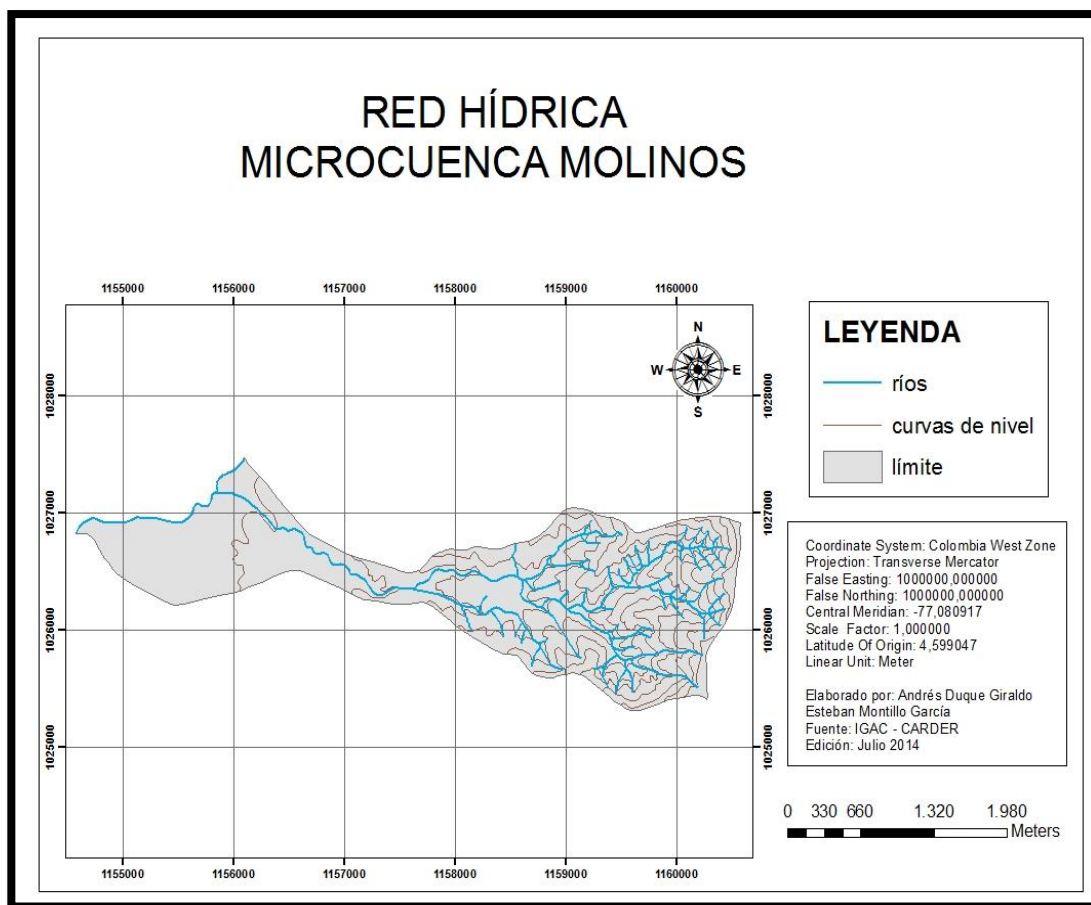 RED HÍDRICA
MICROCUENCA MOLINOS
1155000 1156000 1157000 1158000 1159000 1160000
N
W E
S
1028000 1028000
1027000 1027000
1026000 1026000
1025000 1025000
1155000 1156000 1157000 1158000 1159000 1160000
LEYENDA
ríos
curvas de nivel
límite
Coordinate System: Colombia West Zone
Projection: Transverse Mercator
False Easting: 1000000,000000
False Northing: 1000000,000000
Central Meridian: -77,080917
Scale Factor: 1,000000
Latitude Of Origin: 4,599047
Linear Unit: Meter
Elaborado por: Andrés Duque Giraldo
Esteban Montillo García
Fuente: IGAC - CARDER
Edición: Julio 2014
0 330 660 1.320 1.980
Meters